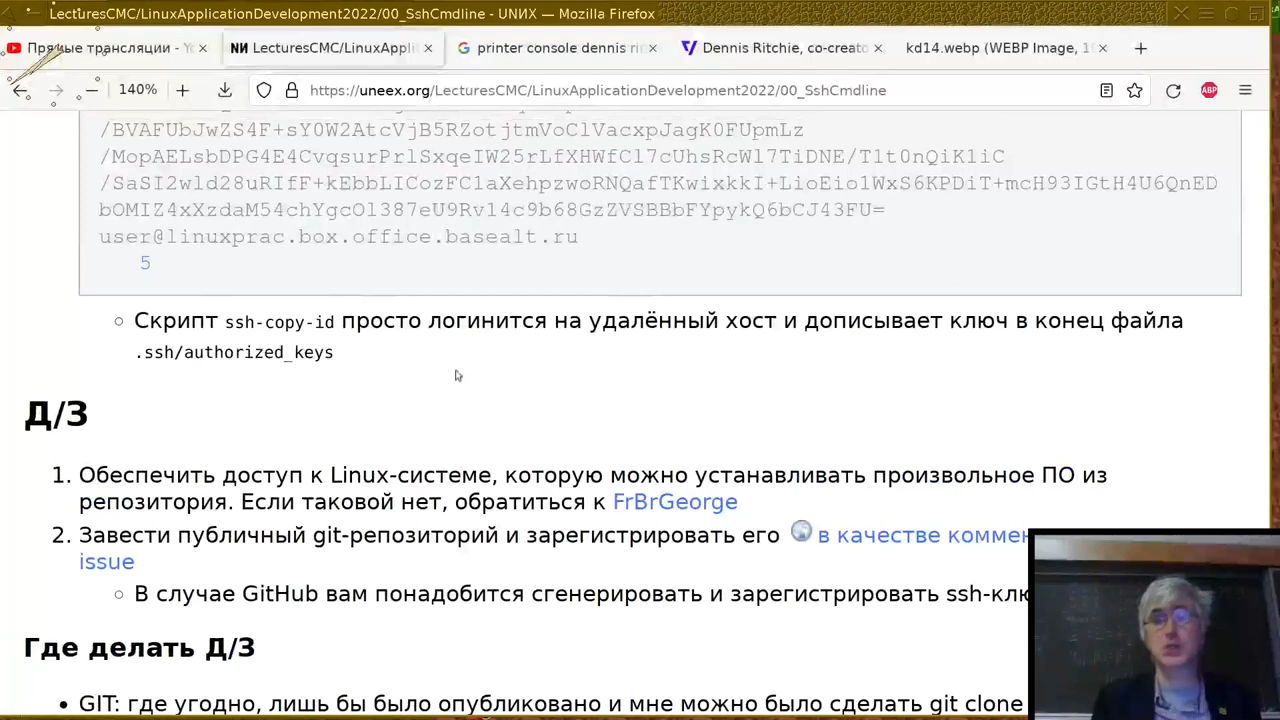 LecturesCMC/LinuxApplicationDevelopment2022/00_SshCmdline - UNИX — Mozilla Firefox
Прямые трансляции - Yo
LecturesCMC/LinuxAppli
printer console dennis ri
Dennis Ritchie, co-creato
kd14.webp (WEBP Image, 1
140%
https://uneex.org/LecturesCMC/LinuxApplicationDevelopment2022/00_SshCmdline
ABP
/BVAFUbJwZS4F+sY0W2AtcVjB5RZotjtmVoClVacxpJagK0FUpmLz
/MopAELsbDPG4E4CvqsurPrlSxqeIW25rLfXHWfCl7cUhsRcWl7TiDNE/T1t0nQiK1iC
/SaSI2wld28uRIfF+kEbbLICozFC1aXehpzwoRNQafTKwixkkI+LioEio1WxS6KPDiT+mcH93IGtH4U6QnED
bOMIZ4xXzdaM54chYgcOl387eU9Rv14c9b68GzZVSBBbFYpykQ6bCJ43FU=
user@linuxprac.box.office.basealt.ru
5
Скрипт ssh-copy-id просто логинится на удалённый хост и дописывает ключ в конец файла
.ssh/authorized_keys
Д/З
1. Обеспечить доступ к Linux-системе, которую можно устанавливать произвольное ПО из
репозитория. Если таковой нет, обратиться к FrBrGeorge
2. Завести публичный git-репозиторий и зарегистрировать его в качестве коммен
issue
В случае GitHub вам понадобится сгенерировать и зарегистрировать ssh-клю
Где делать Д/З
GIT: где угодно, лишь бы было опубликовано и мне можно было сделать git clone